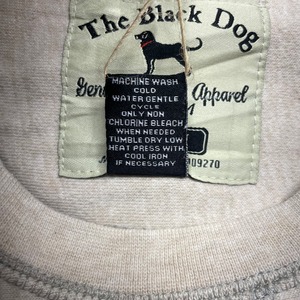 The Black Dog
Apparel
MACHINE WASH
COLD
WATER GENTLE
CYCLE
ONLY NON
CHLORINE BLEACH
WHEN NEEDED
TUMBLE DRY LOW
HEAT PRESS WITH
COOL IRON
IF NECESSARY
909270